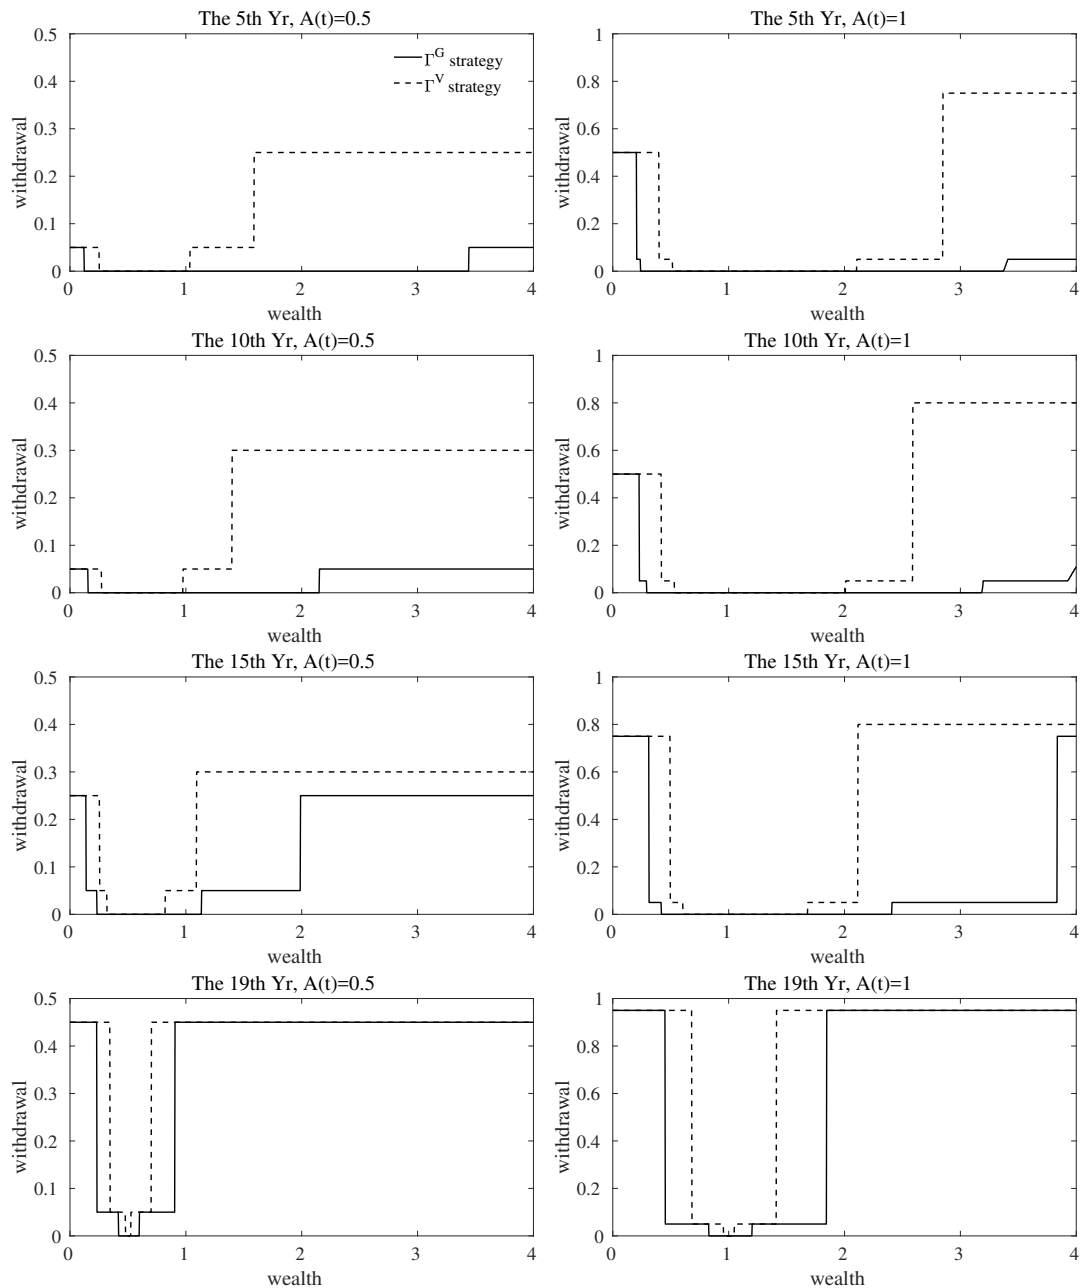 The 5th Yr, A(t)=0.5
0.5
0.4
0.3
0.2
0.1
0
withdrawal
Γ^G strategy
Γ^V strategy
0 1 2 3 4
wealth
The 5th Yr, A(t)=1
1
0.8
0.6
0.4
0.2
0
withdrawal
0 1 2 3 4
wealth
The 10th Yr, A(t)=0.5
0.5
0.4
0.3
0.2
0.1
0
withdrawal
0 1 2 3 4
wealth
The 10th Yr, A(t)=1
1
0.8
0.6
0.4
0.2
0
withdrawal
0 1 2 3 4
wealth
The 15th Yr, A(t)=0.5
0.5
0.4
0.3
0.2
0.1
0
withdrawal
0 1 2 3 4
wealth
The 15th Yr, A(t)=1
1
0.8
0.6
0.4
0.2
0
withdrawal
0 1 2 3 4
wealth
The 19th Yr, A(t)=0.5
0.5
0.4
0.3
0.2
0.1
0
withdrawal
0 1 2 3 4
wealth
The 19th Yr, A(t)=1
1
0.8
0.6
0.4
0.2
0
withdrawal
0 1 2 3 4
wealth